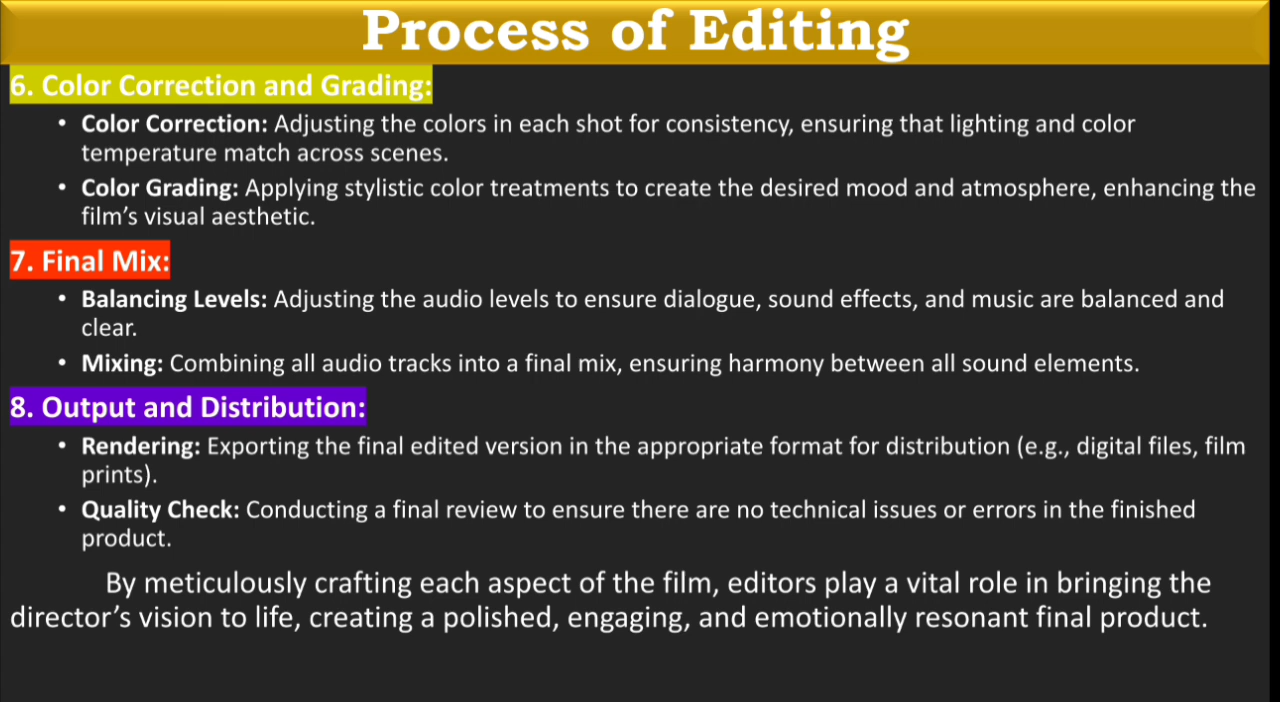 Process of Editing
6. Color Correction and Grading:
• Color Correction: Adjusting the colors in each shot for consistency, ensuring that lighting and color
temperature match across scenes.
• Color Grading: Applying stylistic color treatments to create the desired mood and atmosphere, enhancing the
film’s visual aesthetic.
7. Final Mix:
• Balancing Levels: Adjusting the audio levels to ensure dialogue, sound effects, and music are balanced and
clear.
• Mixing: Combining all audio tracks into a final mix, ensuring harmony between all sound elements.
8. Output and Distribution:
• Rendering: Exporting the final edited version in the appropriate format for distribution (e.g., digital files, film
prints).
• Quality Check: Conducting a final review to ensure there are no technical issues or errors in the finished
product.
By meticulously crafting each aspect of the film, editors play a vital role in bringing the
director’s vision to life, creating a polished, engaging, and emotionally resonant final product.